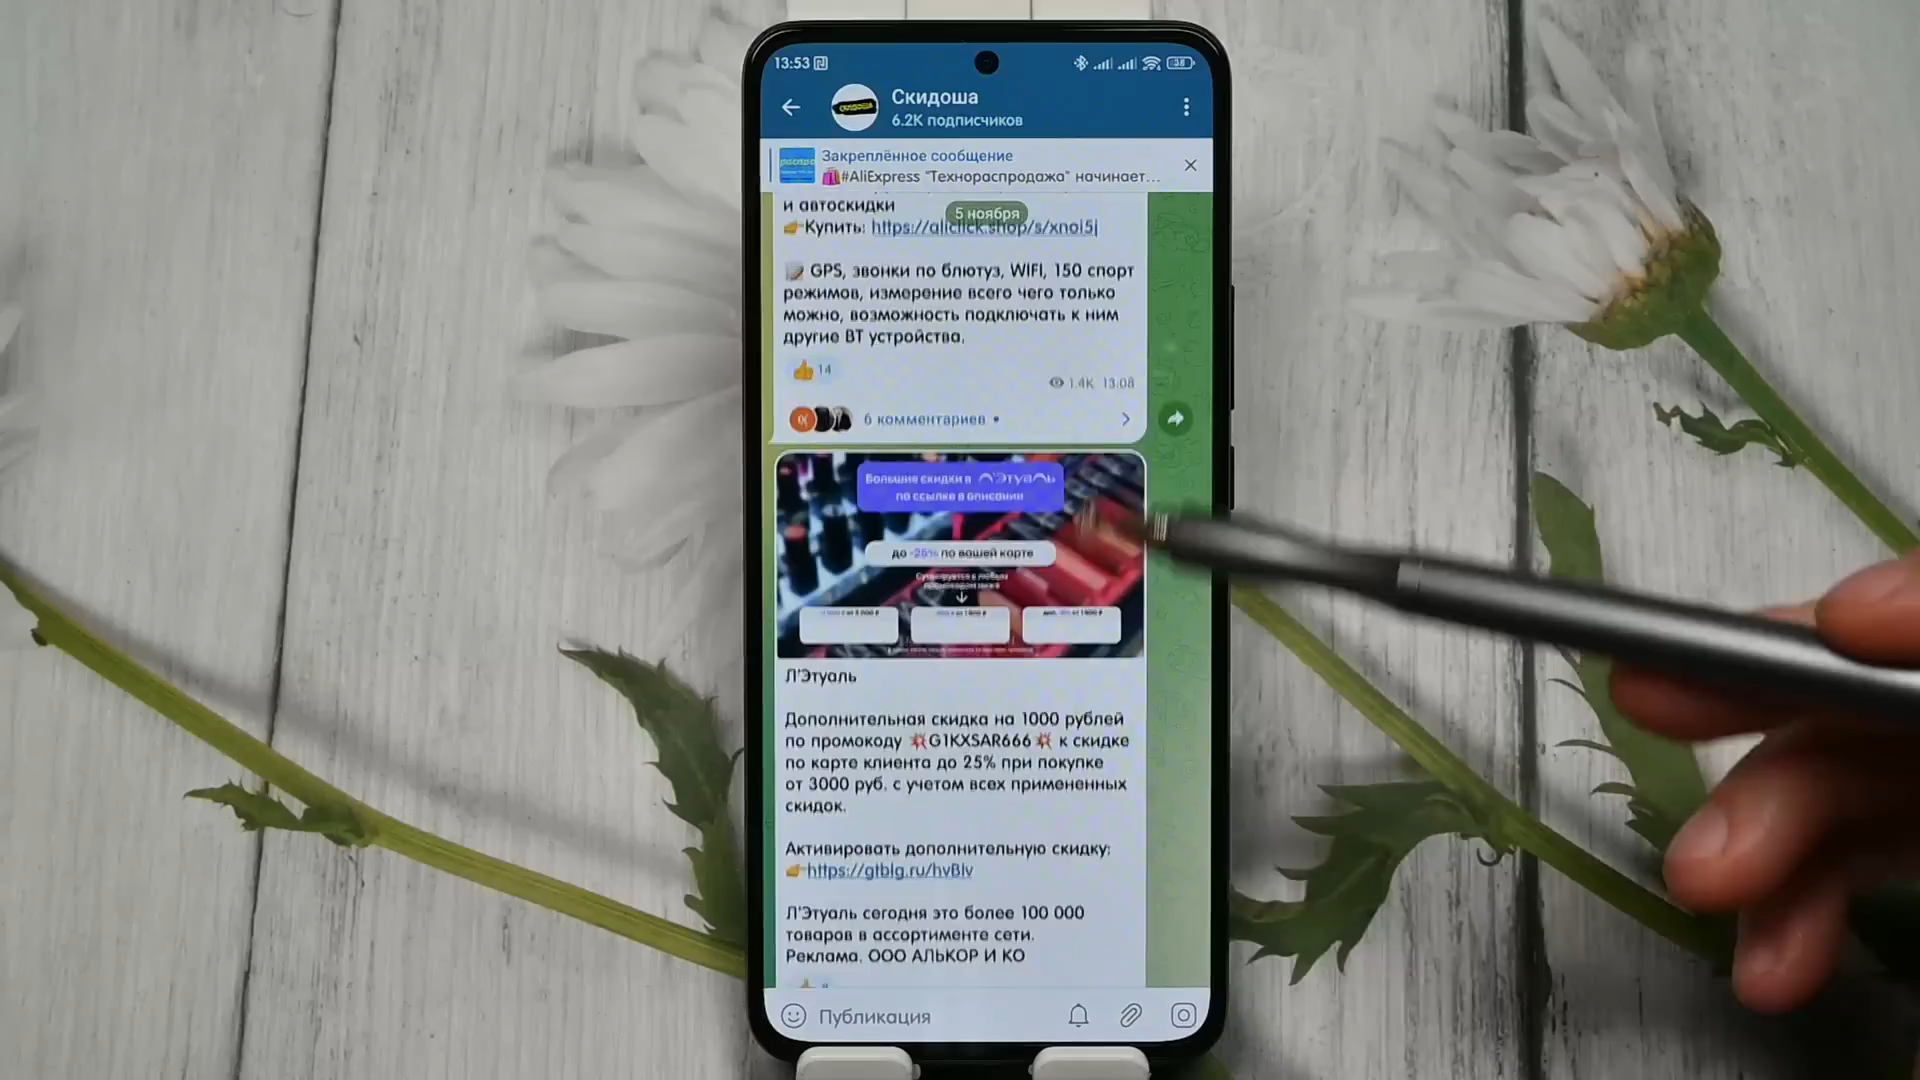 13:53
38
Скидоша
6.2K подписчиков
Закреплённое сообщение
#AliExpress "Технораспродажа" начинает...
и автоскидки
5 ноября
Купить: https://aliclick.shop/s/xnoi5j
GPS, звонки по блютуз, WIFI, 150 спорт
режимов, измерение всего чего только
можно, возможность подключать к ним
другие BT устройства.
14
1.4K 13:08
6 комментариев
Большие скидки в Л'Этуаль
по ссылке в описании
до -25% по вашей карте
Л'Этуаль
Дополнительная скидка на 1000 рублей
по промокоду G1KXSAR666 к скидке
по карте клиента до 25% при покупке
от 3000 руб. с учетом всех примененных
скидок.
Активировать дополнительную скидку:
https://gtblg.ru/hvBlv
Л'Этуаль сегодня это более 100 000
товаров в ассортименте сети.
Реклама. ООО АЛЬКОР И КО
Публикация